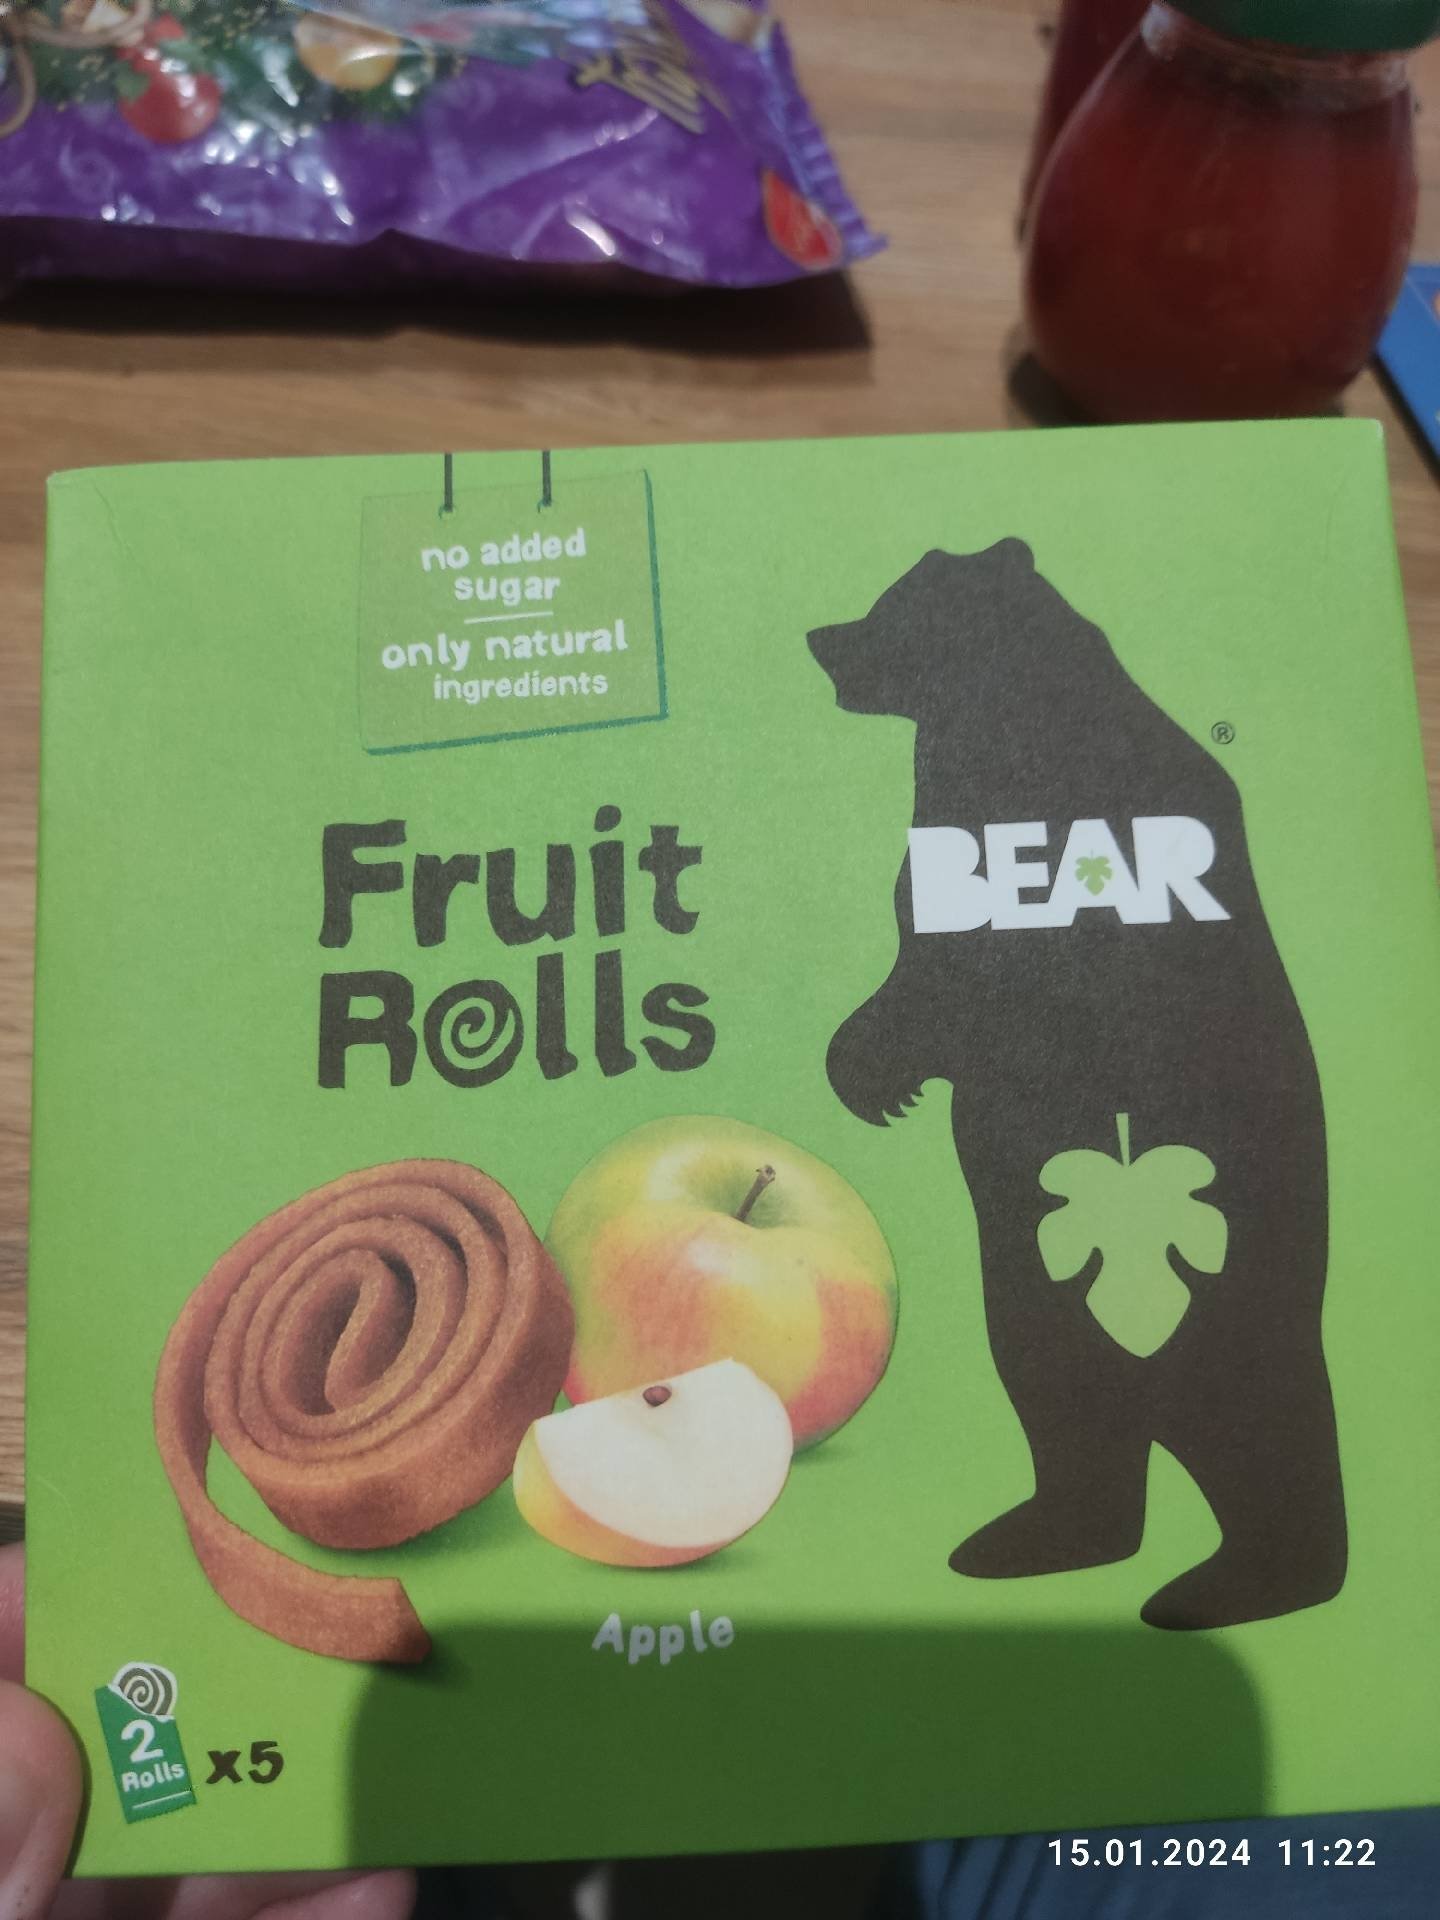 no added
sugar
only natural
ingredients
®
BEAR
Fruit
Rolls
Apple
2
Rolls
x5
15.01.2024 11:22